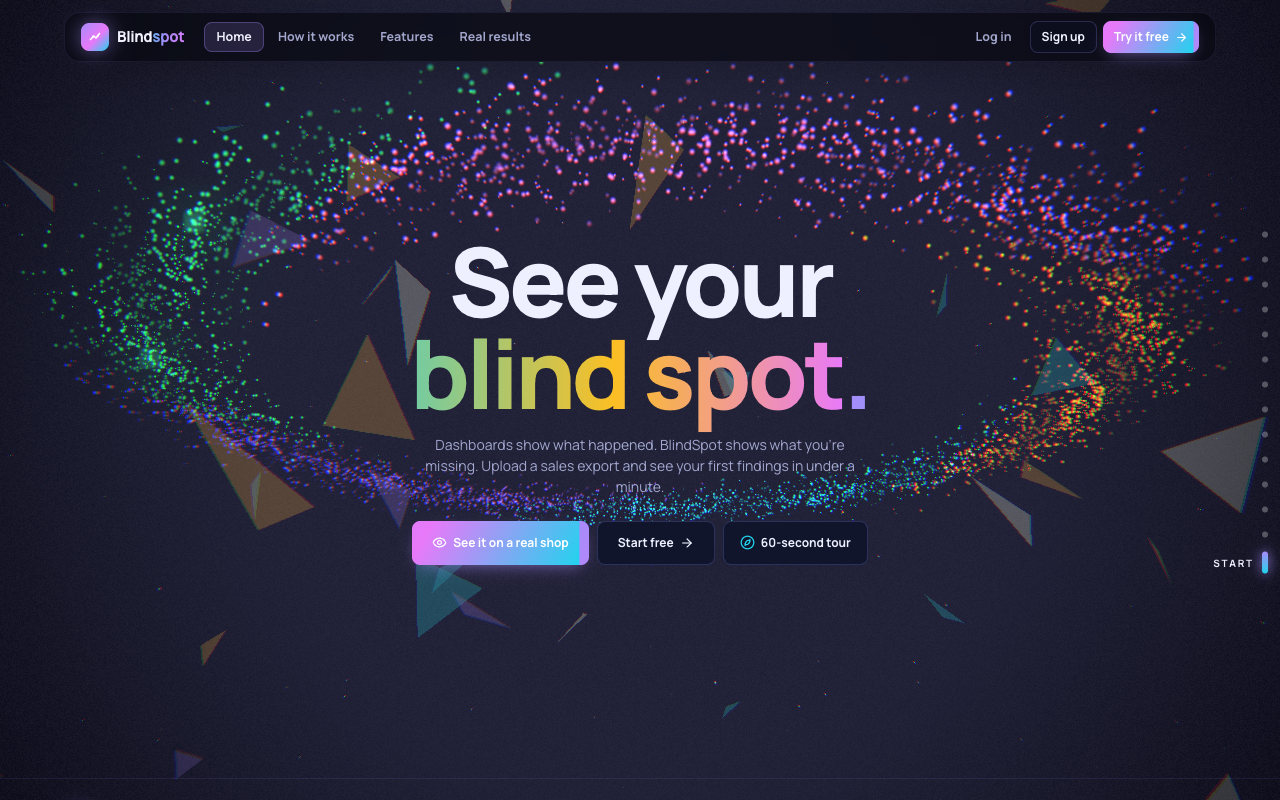 Blindspot
Home
How it works
Features
Real results
Log in
Sign up
Try it free
See your
blind spot.
Dashboards show what happened. BlindSpot shows what you're
missing. Upload a sales export and see your first findings in under a
minute.
See it on a real shop
Start free
60-second tour
START